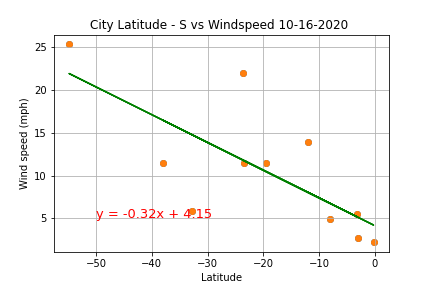 City Latitude - S vs Windspeed 10-16-2020
25
20
15
10
5
Wind speed (mph)
y = -0.32x + 4.15
−50 −40 −30 −20 −10 0
Latitude